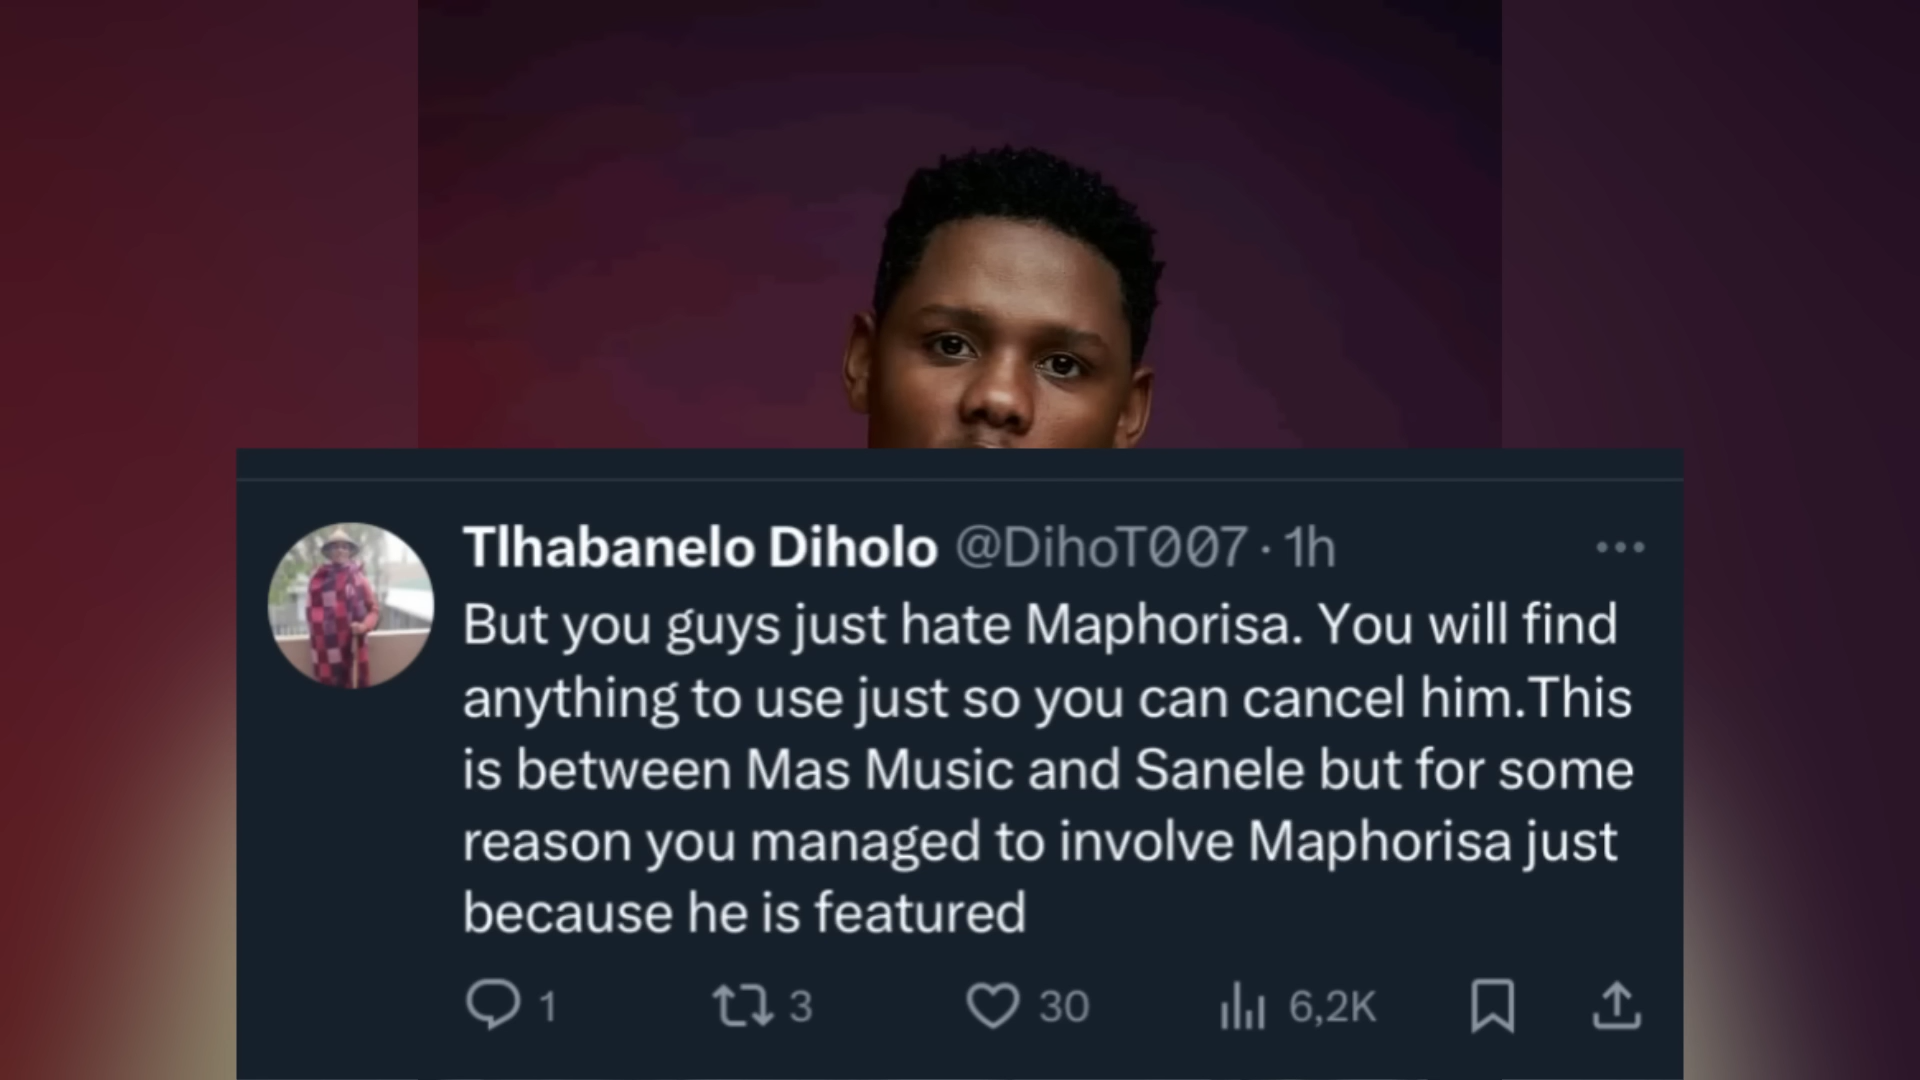 Tlhabanelo Diholo @DihoT007 · 1h
But you guys just hate Maphorisa. You will find
anything to use just so you can cancel him.This
is between Mas Music and Sanele but for some
reason you managed to involve Maphorisa just
because he is featured
1 3 30 6,2K